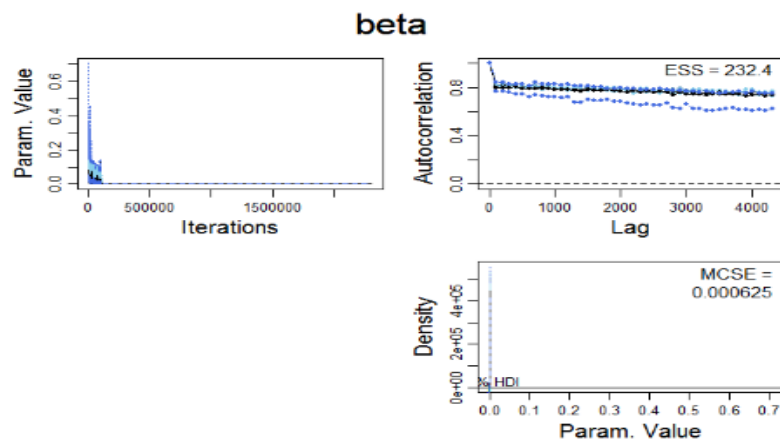 beta
Param. Value
0.0 0.2 0.4 0.6
0 500000 1500000
Iterations
Autocorrelation
0.0 0.4 0.8
ESS = 232.4
0 1000 2000 3000 4000
Lag
Density
0e+00 2e+05 4e+05
MCSE =
0.000625
% HDI
0.0 0.1 0.2 0.3 0.4 0.5 0.6 0.7
Param. Value